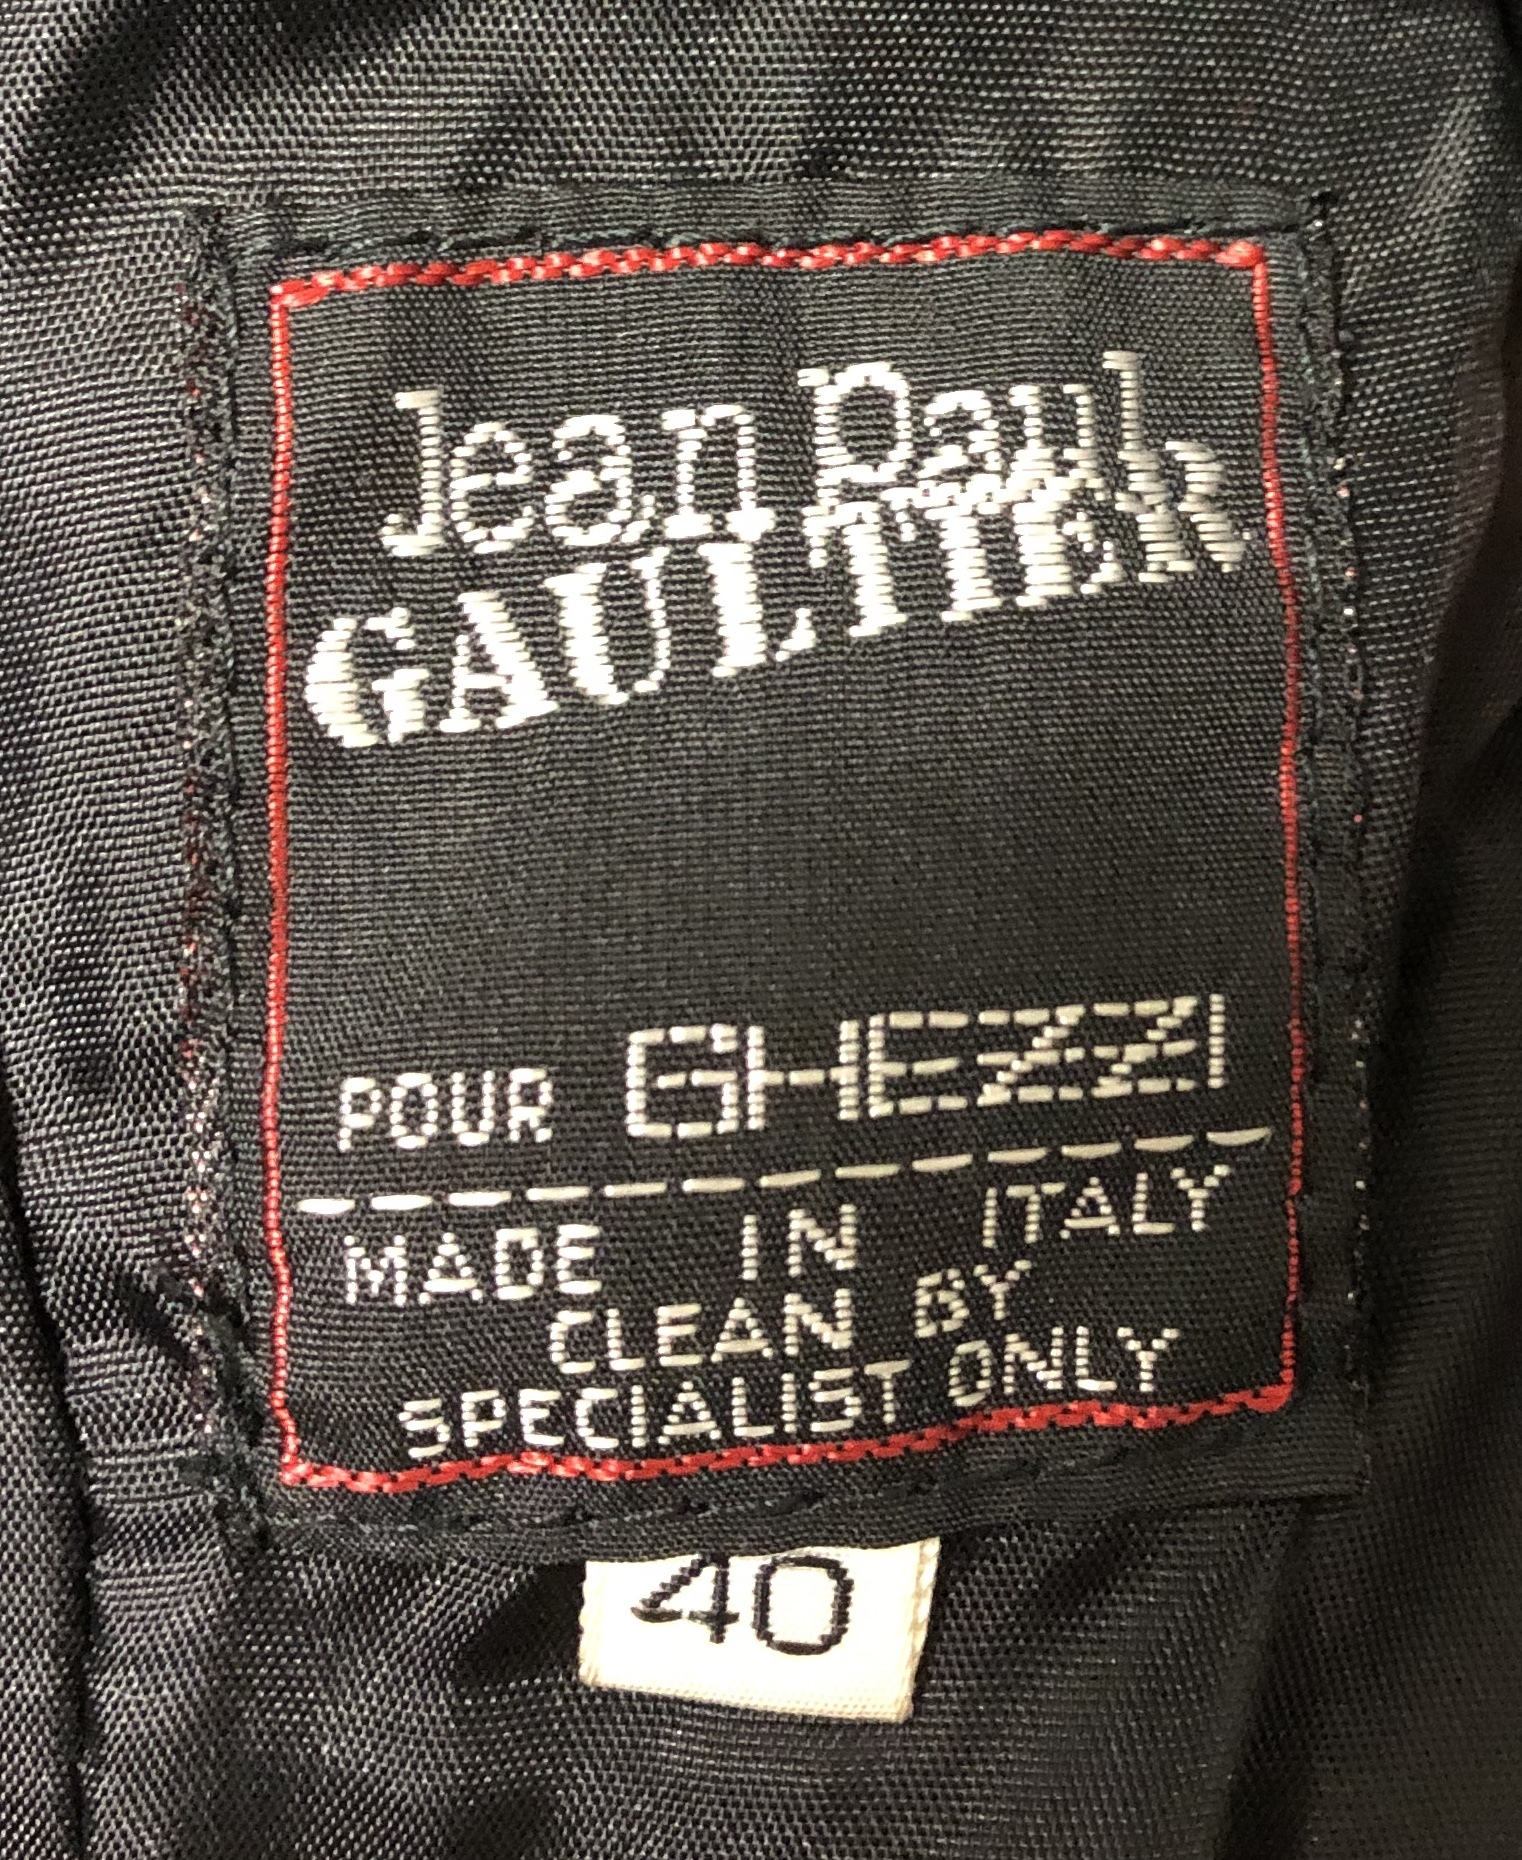 Jean Paul
GAULTIER
POUR GHEZZI
MADE IN ITALY
CLEAN BY
SPECIALIST ONLY
40